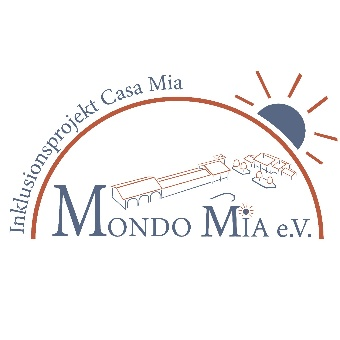 Inklusionsprojekt Casa Mia
MONDO MIA e.V.